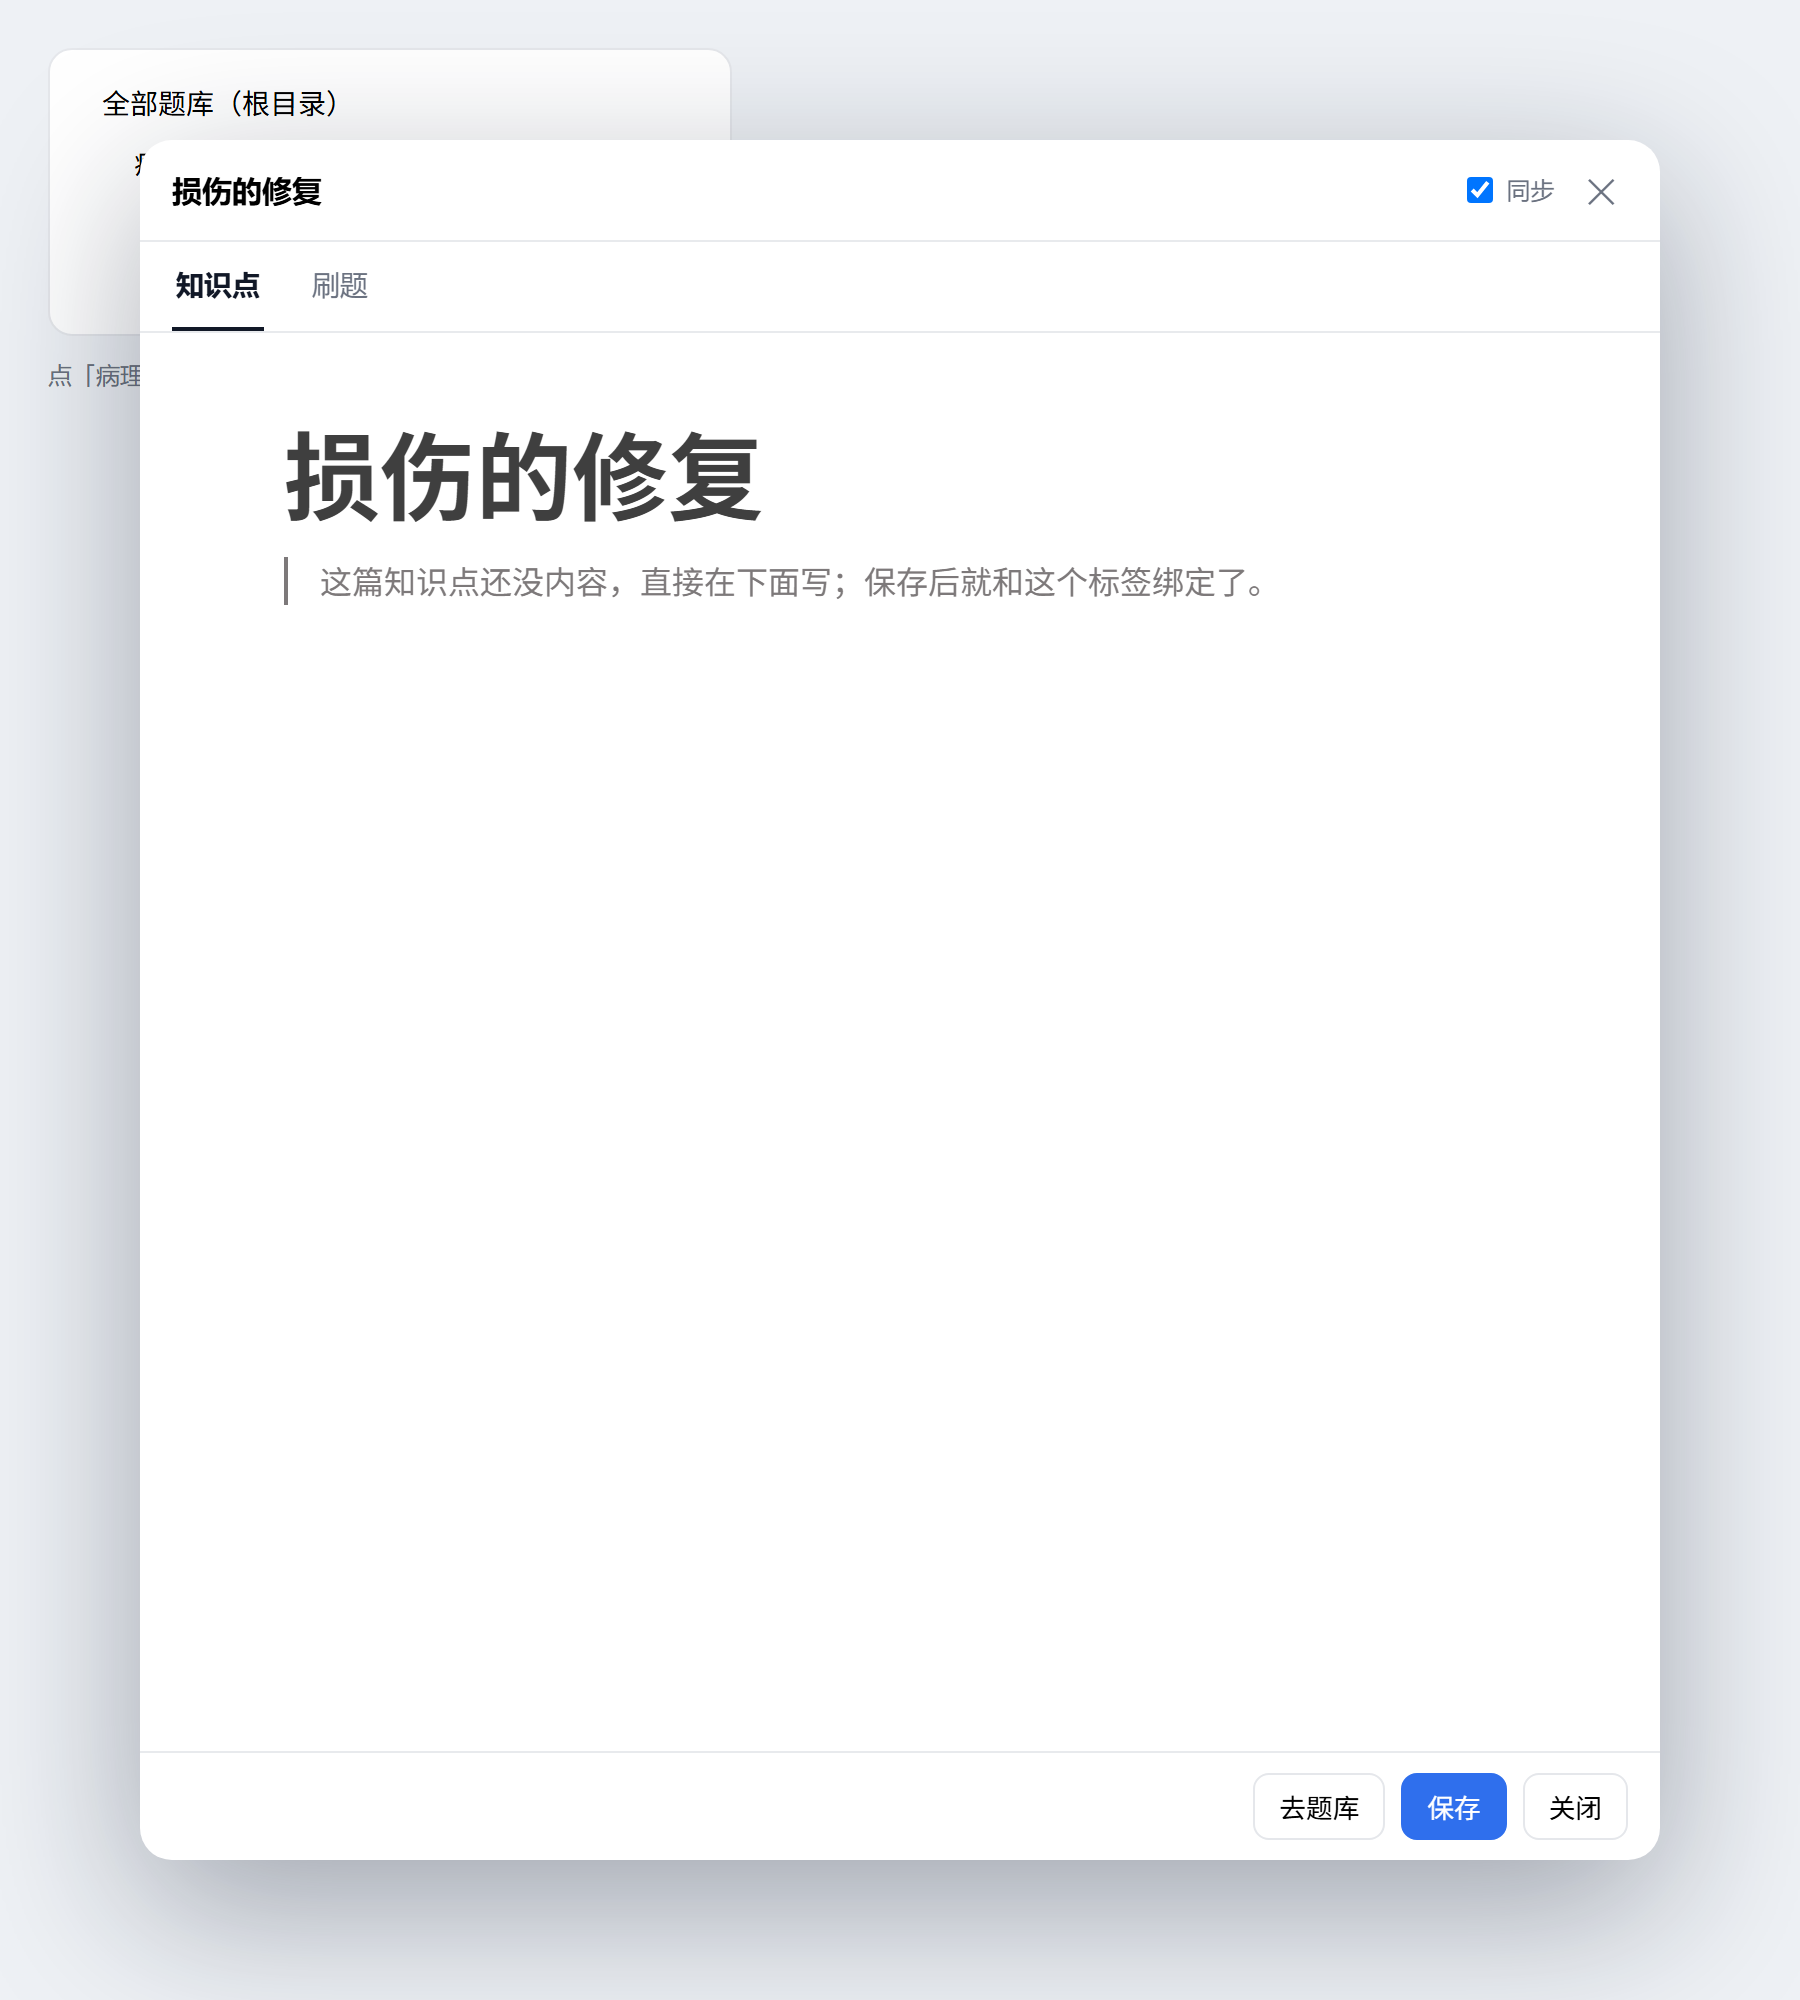 全部题库（根目录）
损伤的修复
同步
知识点
刷题
点「病理
损伤的修复
这篇知识点还没内容，直接在下面写；保存后就和这个标签绑定了。
去题库
保存
关闭